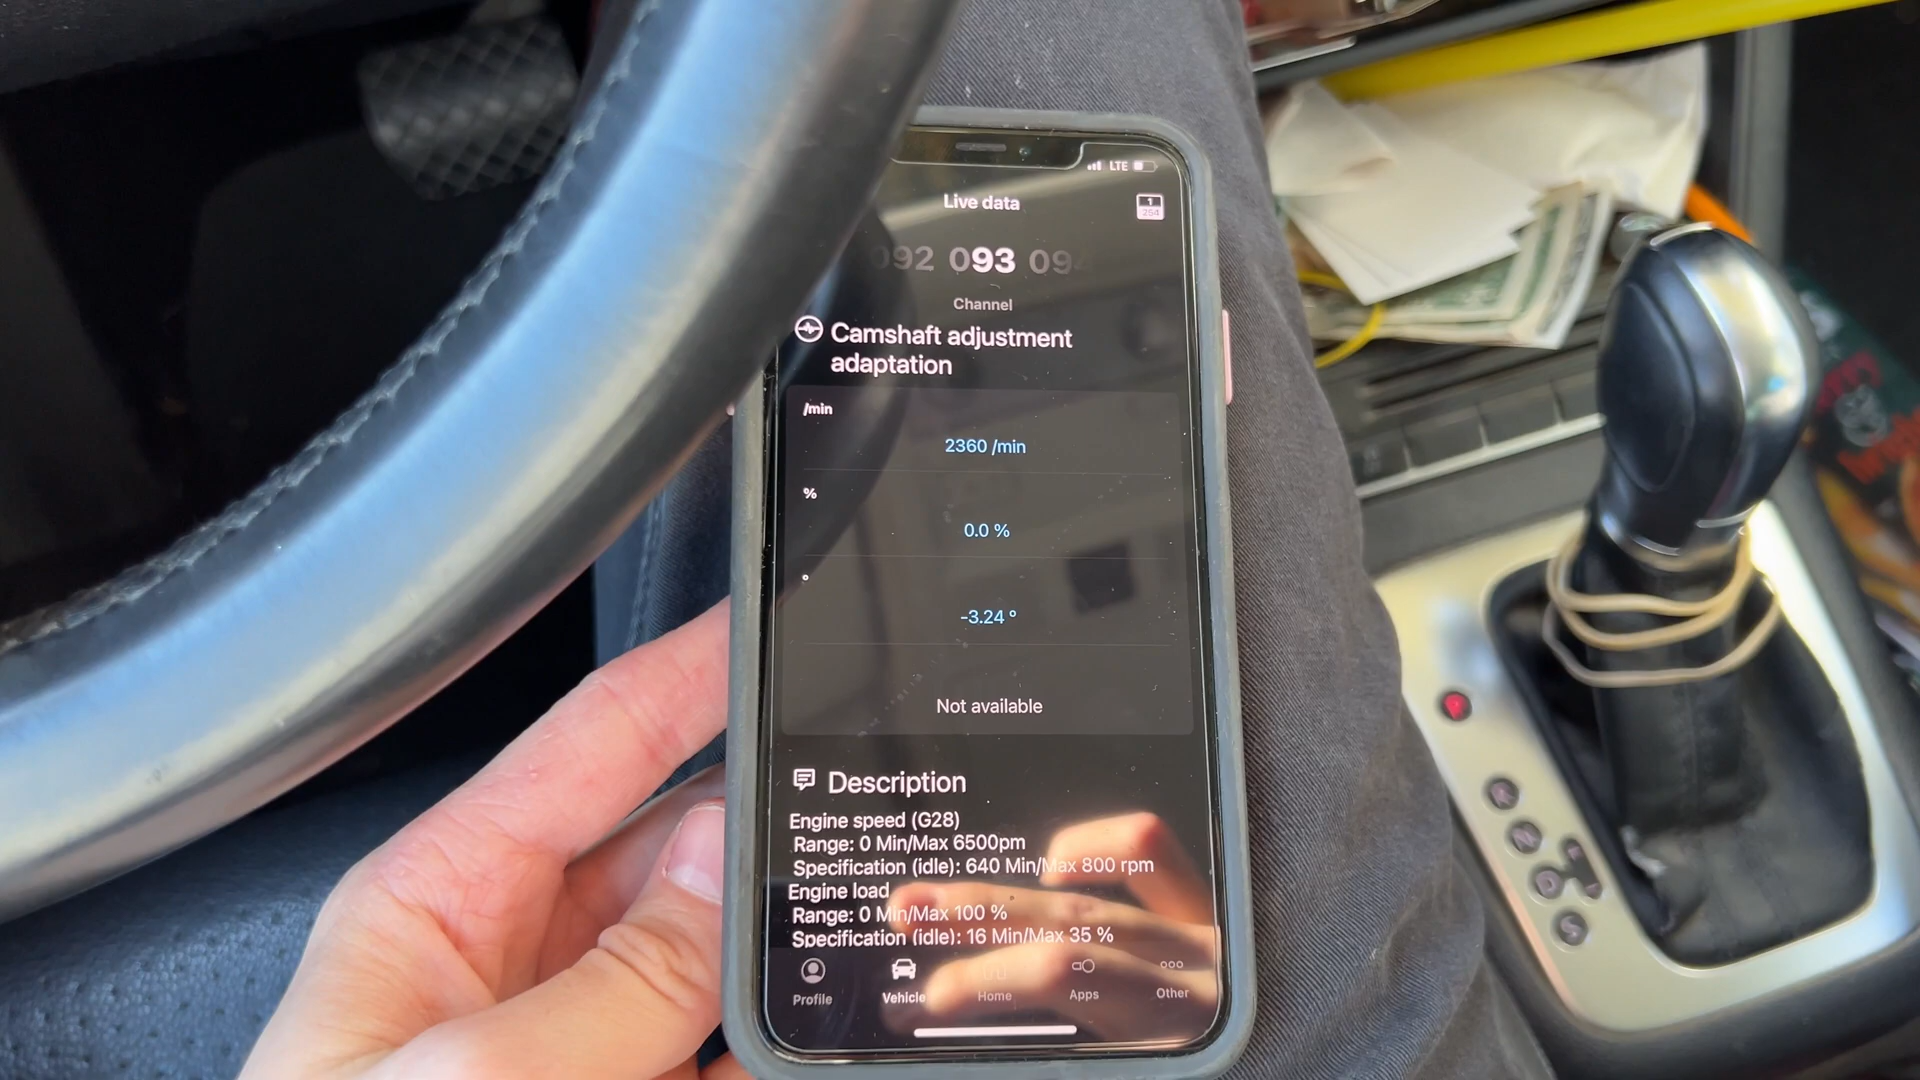 LTE
Live data
1
264
092 093 09
Channel
Camshaft adjustment
adaptation
/min
2360 /min
%
0.0 %
°
-3.24 °
Not available
Description
Engine speed (G28)
Range: 0 Min/Max 6500pm
Specification (idle): 640 Min/Max 800 rpm
Engine load
Range: 0 Min/Max 100 %
Specification (idle): 16 Min/Max 35 %
Profile
Vehicle
Home
Apps
Other
P
R
N
D
S